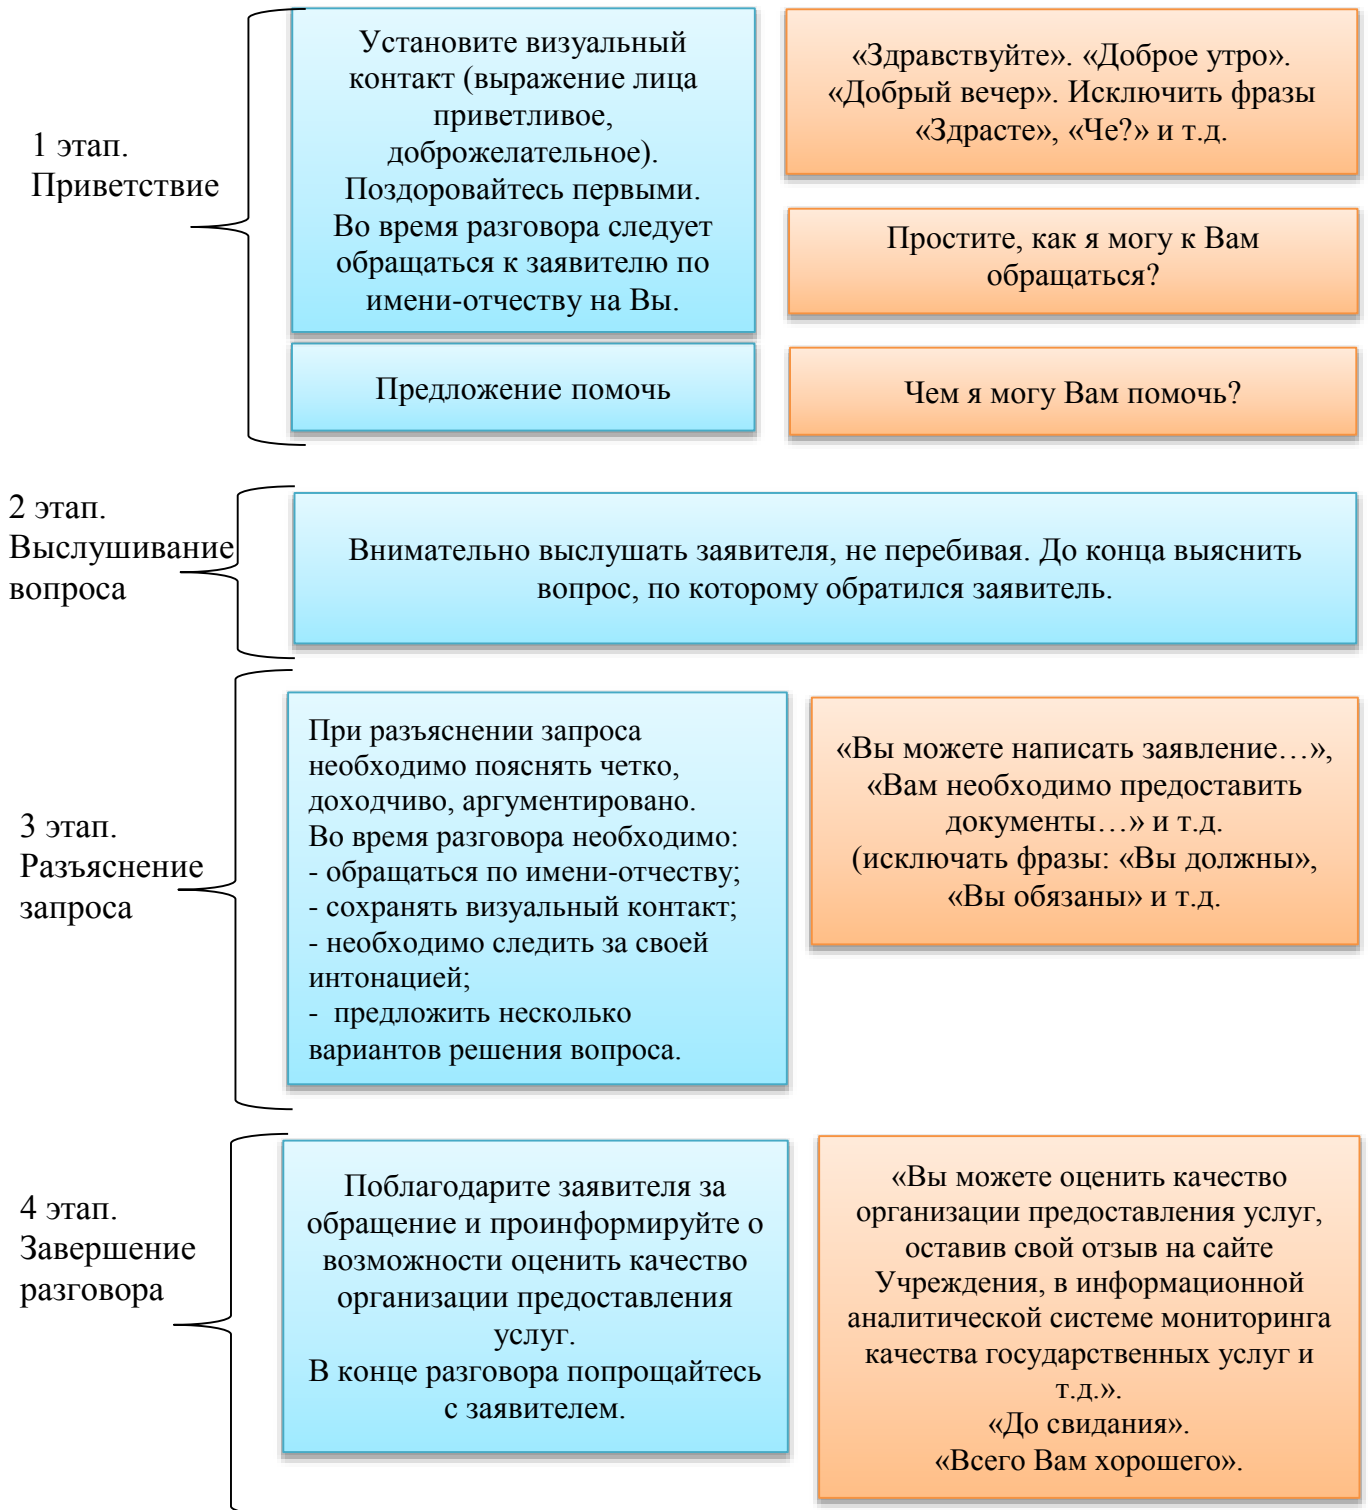 1 этап.
Приветствие
Установите визуальный
контакт (выражение лица
приветливое,
доброжелательное).
Поздоровайтесь первыми.
Во время разговора следует
обращаться к заявителю по
имени-отчеству на Вы.
«Здравствуйте». «Доброе утро».
«Добрый вечер». Исключить фразы
«Здрасте», «Че?» и т.д.
Простите, как я могу к Вам
обращаться?
Предложение помочь
Чем я могу Вам помочь?
2 этап.
Выслушивание
вопроса
Внимательно выслушать заявителя, не перебивая. До конца выяснить
вопрос, по которому обратился заявитель.
3 этап.
Разъяснение
запроса
При разъяснении запроса
необходимо пояснять четко,
доходчиво, аргументировано.
Во время разговора необходимо:
- обращаться по имени-отчеству;
- сохранять визуальный контакт;
- необходимо следить за своей
интонацией;
- предложить несколько
вариантов решения вопроса.
«Вы можете написать заявление…»,
«Вам необходимо предоставить
документы…» и т.д.
(исключать фразы: «Вы должны»,
«Вы обязаны» и т.д.
4 этап.
Завершение
разговора
Поблагодарите заявителя за
обращение и проинформируйте о
возможности оценить качество
организации предоставления
услуг.
В конце разговора попрощайтесь
с заявителем.
«Вы можете оценить качество
организации предоставления услуг,
оставив свой отзыв на сайте
Учреждения, в информационной
аналитической системе мониторинга
качества государственных услуг и
т.д.».
«До свидания».
«Всего Вам хорошего».